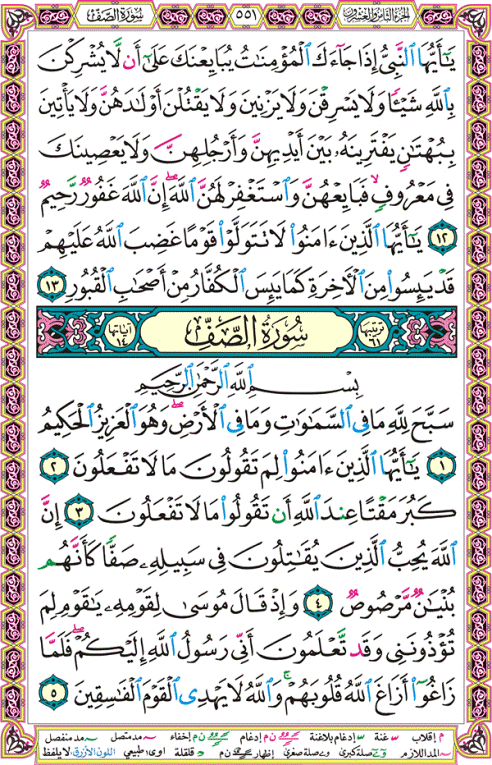 الجزء الثامن والعشرون ٥٥١ سورة الصف
يَٰٓأَيُّهَا ٱلنَّبِىُّ إِذَا جَآءَكَ ٱلْمُؤْمِنَٰتُ يُبَايِعْنَكَ عَلَىٰٓ أَن لَّا يُشْرِكْنَ
بِٱللَّهِ شَيْـًٔا وَلَا يَسْرِقْنَ وَلَا يَزْنِينَ وَلَا يَقْتُلْنَ أَوْلَٰدَهُنَّ وَلَا يَأْتِينَ
بِبُهْتَٰنٍ يَفْتَرِينَهُۥ بَيْنَ أَيْدِيهِنَّ وَأَرْجُلِهِنَّ وَلَا يَعْصِينَكَ
فِى مَعْرُوفٍ ۙ فَبَايِعْهُنَّ وَٱسْتَغْفِرْ لَهُنَّ ٱللَّهَ ۖ إِنَّ ٱللَّهَ غَفُورٌ رَّحِيمٌ
١٢ يَٰٓأَيُّهَا ٱلَّذِينَ ءَامَنُوا۟ لَا تَتَوَلَّوْا۟ قَوْمًا غَضِبَ ٱللَّهُ عَلَيْهِمْ
قَدْ يَئِسُوا۟ مِنَ ٱلْـَٔاخِرَةِ كَمَا يَئِسَ ٱلْكُفَّارُ مِنْ أَصْحَٰبِ ٱلْقُبُورِ ١٣
ترتيبها ٦١ سُورَةُ الصَّفِّ آياتها ١٤
بِسْمِ ٱللَّهِ ٱلرَّحْمَٰنِ ٱلرَّحِيمِ
سَبَّحَ لِلَّهِ مَا فِى ٱلسَّمَٰوَٰتِ وَمَا فِى ٱلْأَرْضِ ۖ وَهُوَ ٱلْعَزِيزُ ٱلْحَكِيمُ
١ يَٰٓأَيُّهَا ٱلَّذِينَ ءَامَنُوا۟ لِمَ تَقُولُونَ مَا لَا تَفْعَلُونَ ٢
كَبُرَ مَقْتًا عِندَ ٱللَّهِ أَن تَقُولُوا۟ مَا لَا تَفْعَلُونَ ٣ إِنَّ
ٱللَّهَ يُحِبُّ ٱلَّذِينَ يُقَٰتِلُونَ فِى سَبِيلِهِۦ صَفًّا كَأَنَّهُم
بُنْيَٰنٌ مَّرْصُوصٌ ٤ وَإِذْ قَالَ مُوسَىٰ لِقَوْمِهِۦ يَٰقَوْمِ لِمَ
تُؤْذُونَنِى وَقَد تَّعْلَمُونَ أَنِّى رَسُولُ ٱللَّهِ إِلَيْكُمْ ۖ فَلَمَّا
زَاغُوٓا۟ أَزَاغَ ٱللَّهُ قُلُوبَهُمْ ۚ وَٱللَّهُ لَا يَهْدِى ٱلْقَوْمَ ٱلْفَٰسِقِينَ ٥
م إقلاب غنة إدغام بلاغنة ن م إدغام ن م إخفاء مد متصل مد منفصل
المد اللازم وصلة كبرى وصلة صغرى إظهار ن م قلقلة اوى طبيعي اللون الأزرق لا يلفظ